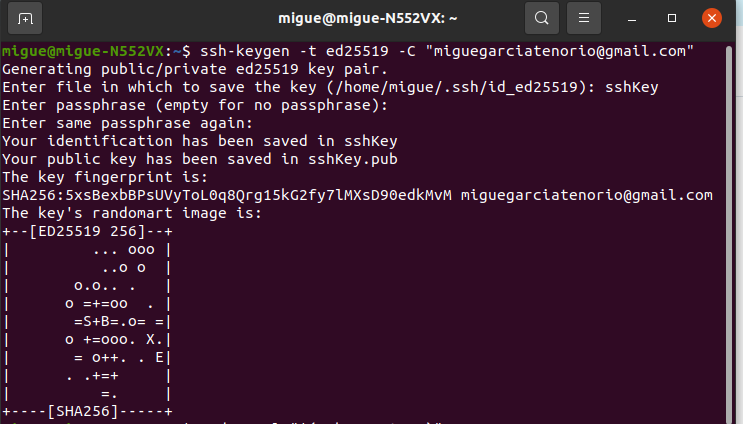 migue@migue-N552VX: ~
migue@migue-N552VX:~$ ssh-keygen -t ed25519 -C "miguegarciatenorio@gmail.com"
Generating public/private ed25519 key pair.
Enter file in which to save the key (/home/migue/.ssh/id_ed25519): sshKey
Enter passphrase (empty for no passphrase):
Enter same passphrase again:
Your identification has been saved in sshKey
Your public key has been saved in sshKey.pub
The key fingerprint is:
SHA256:5xsBexbBPsUVyToL0q8Qrg15kG2fy7lMXsD90edkMvM miguegarciatenorio@gmail.com
The key's randomart image is:
+--[ED25519 256]--+
|          ... ooo |
|           ..o o  |
|        o.o.. .   |
|       o =+=oo  . |
|        =S+B=.o= =|
|       o +=ooo. X.|
|        = o++. . E|
|       . .+=+     |
|           =.     |
+----[SHA256]-----+